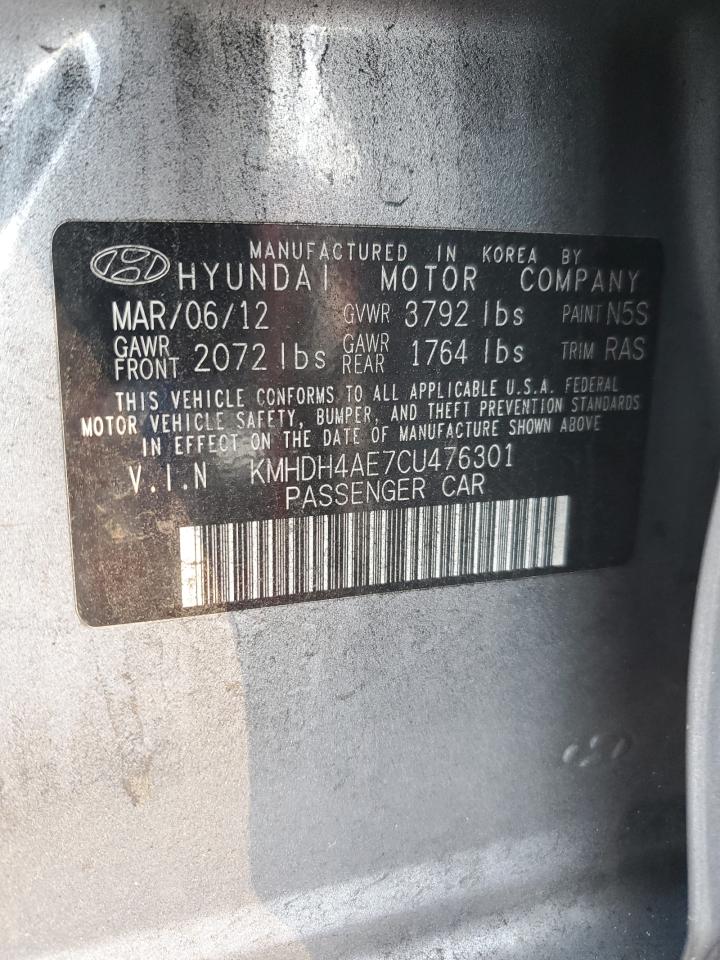 MANUFACTURED IN KOREA BY
HYUNDAI MOTOR COMPANY
MAR/06/12 GVWR 3792 lbs PAINT N5S
GAWR FRONT 2072 lbs GAWR REAR 1764 lbs TRIM RAS
THIS VEHICLE CONFORMS TO ALL APPLICABLE U.S.A. FEDERAL
MOTOR VEHICLE SAFETY, BUMPER, AND THEFT PREVENTION STANDARDS
IN EFFECT ON THE DATE OF MANUFACTURE SHOWN ABOVE
V.I.N KMHDH4AE7CU476301
PASSENGER CAR